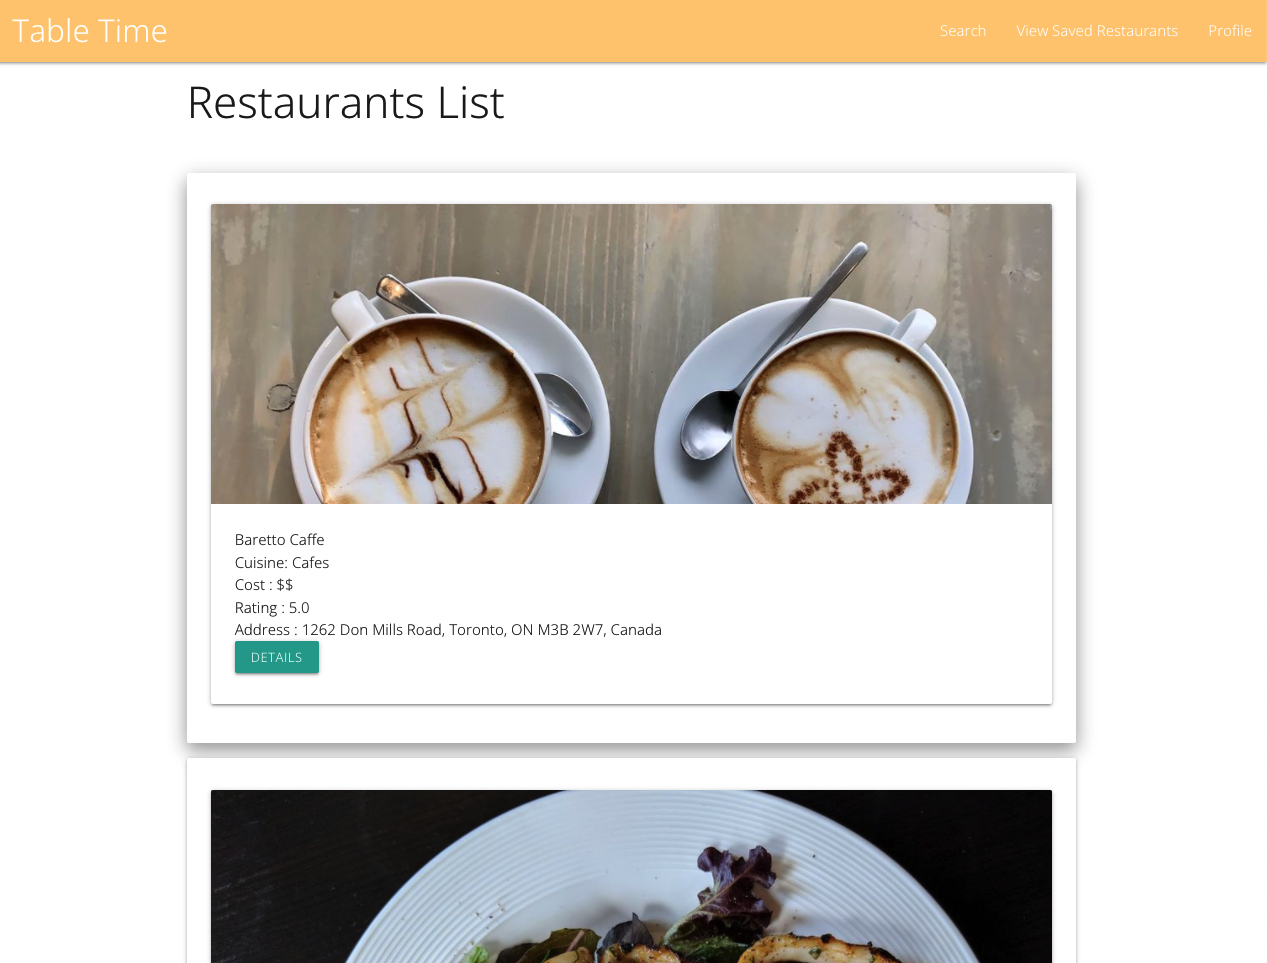 Table Time
Search
View Saved Restaurants
Profile
Restaurants List
Baretto Caffe
Cuisine: Cafes
Cost : $$
Rating : 5.0
Address : 1262 Don Mills Road, Toronto, ON M3B 2W7, Canada
DETAILS